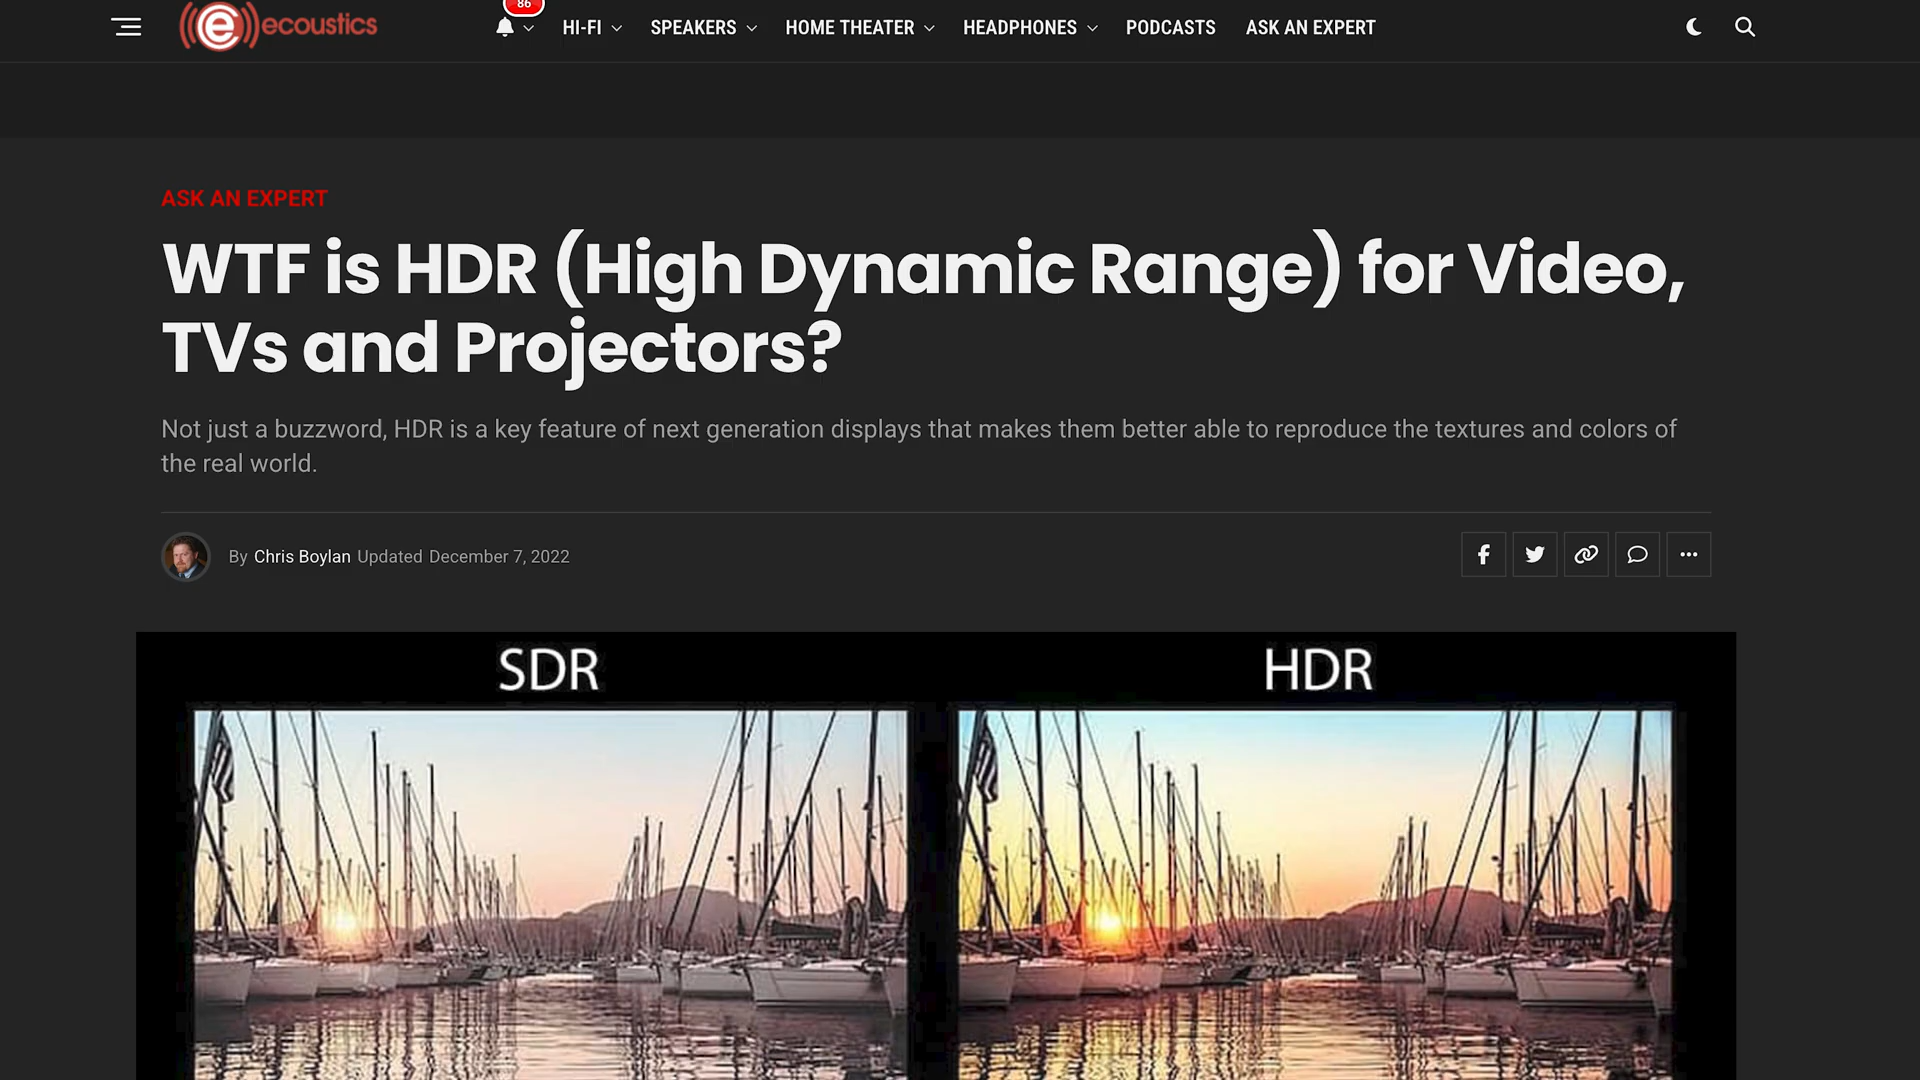 86
ecoustics
HI-FI
SPEAKERS
HOME THEATER
HEADPHONES
PODCASTS
ASK AN EXPERT
ASK AN EXPERT
WTF is HDR (High Dynamic Range) for Video,
TVs and Projectors?
Not just a buzzword, HDR is a key feature of next generation displays that makes them better able to reproduce the textures and colors of
the real world.
By Chris Boylan Updated December 7, 2022
SDR
HDR